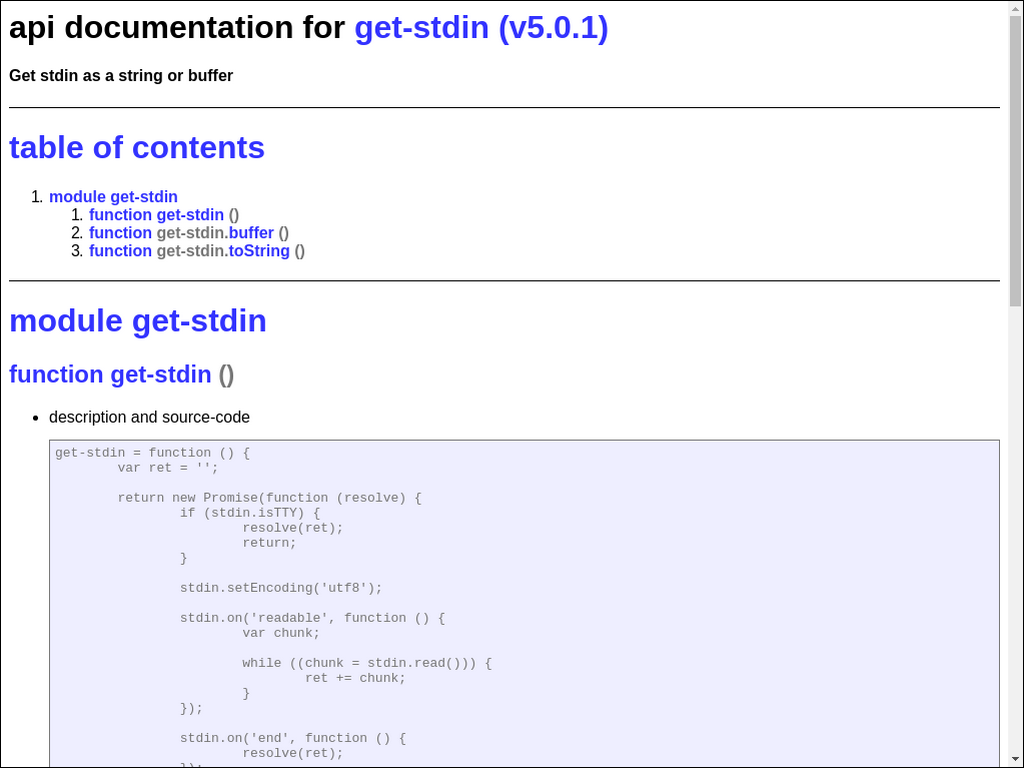 api documentation for get-stdin (v5.0.1)
Get stdin as a string or buffer
table of contents
1. module get-stdin
1. function get-stdin ()
2. function get-stdin.buffer ()
3. function get-stdin.toString ()
module get-stdin
function get-stdin ()
• description and source-code
get-stdin = function () {
        var ret = '';
        return new Promise(function (resolve) {
                if (stdin.isTTY) {
                        resolve(ret);
                        return;
                }
                stdin.setEncoding('utf8');
                stdin.on('readable', function () {
                        var chunk;
                        while ((chunk = stdin.read())) {
                                ret += chunk;
                        }
                });
                stdin.on('end', function () {
                        resolve(ret);
                });